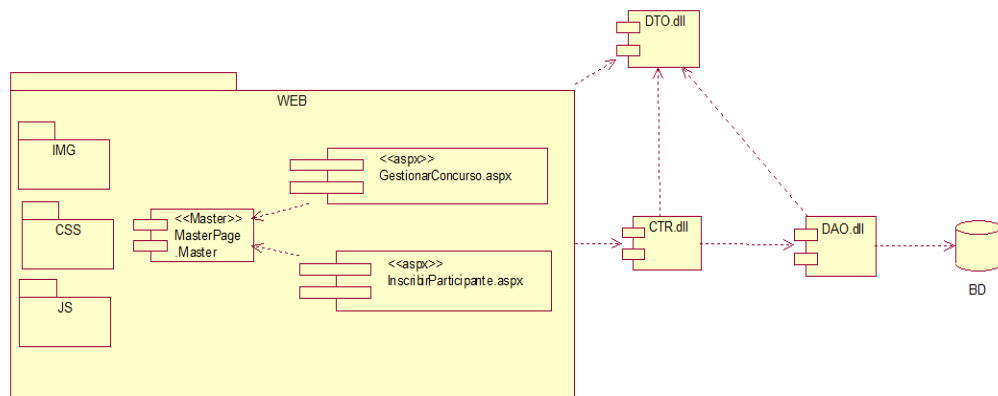 DTO.dll
WEB
IMG
<<aspx>>
GestionarConcurso.aspx
CSS
<<Master>>
MasterPage
.Master
CTR.dll
DAO.dll
<<aspx>>
InscribirParticipante.aspx
BD
JS